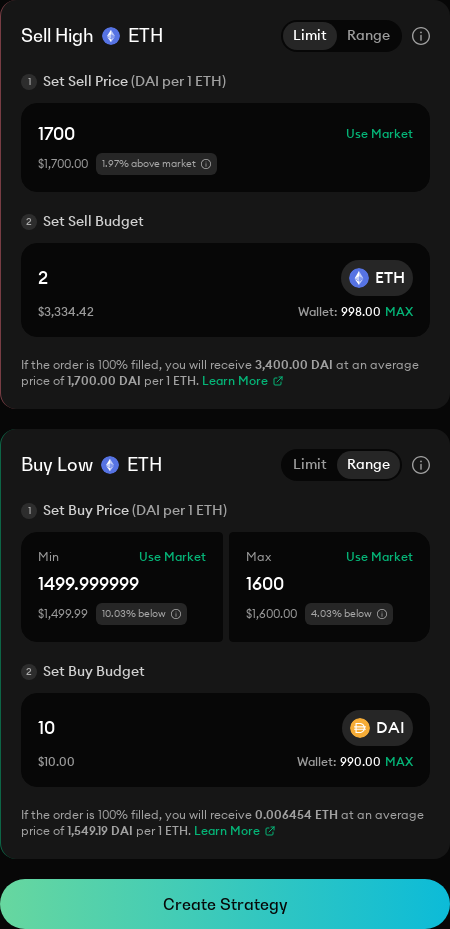 Sell High ETH Limit Range
1 Set Sell Price (DAI per 1 ETH)
1700 Use Market
$1,700.00 1.97% above market
2 Set Sell Budget
2 ETH
$3,334.42 Wallet: 998.00 MAX
If the order is 100% filled, you will receive 3,400.00 DAI at an average
price of 1,700.00 DAI per 1 ETH. Learn More
Buy Low ETH Limit Range
1 Set Buy Price (DAI per 1 ETH)
Min Use Market Max Use Market
1499.999999 1600
$1,499.99 10.03% below $1,600.00 4.03% below
2 Set Buy Budget
10 DAI
$10.00 Wallet: 990.00 MAX
If the order is 100% filled, you will receive 0.006454 ETH at an average
price of 1,549.19 DAI per 1 ETH. Learn More
Create Strategy